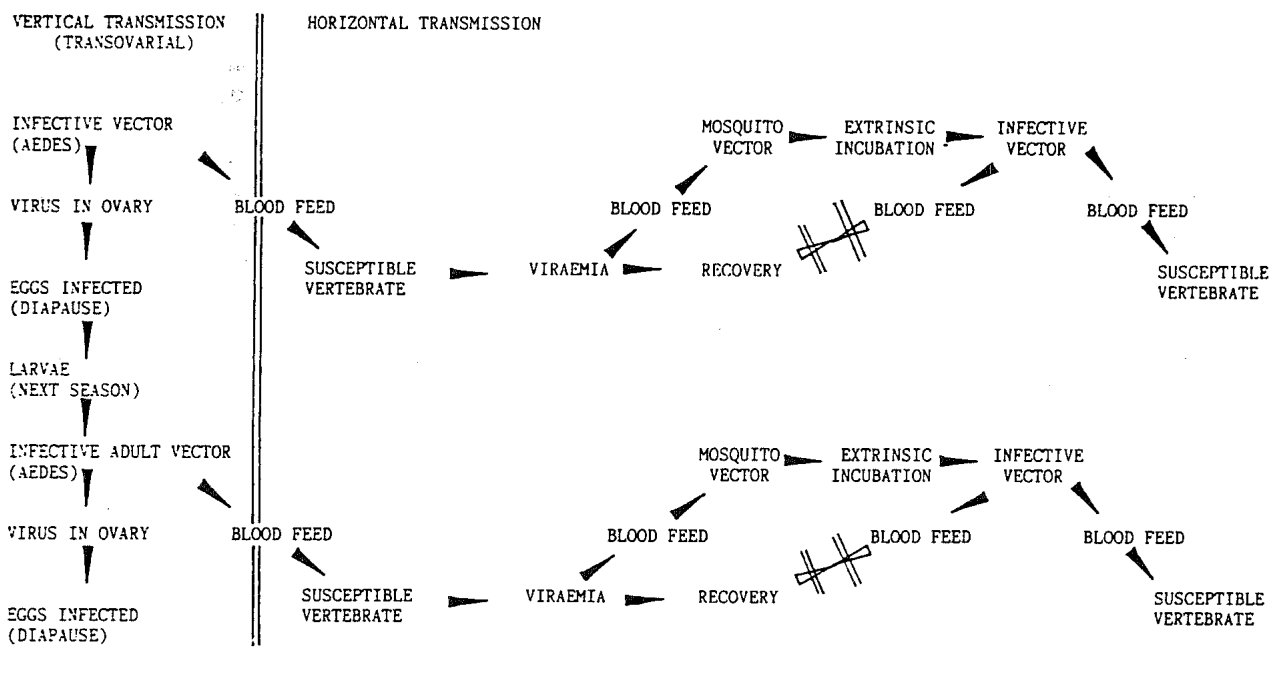 VERTICAL TRANSMISSION
(TRANSOVARIAL)
HORIZONTAL TRANSMISSION
INFECTIVE VECTOR
(AEDES)
VIRUS IN OVARY
EGGS INFECTED
(DIAPAUSE)
LARVAE
(NEXT SEASON)
INFECTIVE ADULT VECTOR
(AEDES)
VIRUS IN OVARY
EGGS INFECTED
(DIAPAUSE)
BLOOD FEED
SUSCEPTIBLE
VERTEBRATE
VIRAEMIA
RECOVERY
BLOOD FEED
MOSQUITO
VECTOR
EXTRINSIC
INCUBATION
INFECTIVE
VECTOR
BLOOD FEED
BLOOD FEED
SUSCEPTIBLE
VERTEBRATE
BLOOD FEED
SUSCEPTIBLE
VERTEBRATE
VIRAEMIA
RECOVERY
BLOOD FEED
MOSQUITO
VECTOR
EXTRINSIC
INCUBATION
INFECTIVE
VECTOR
BLOOD FEED
BLOOD FEED
SUSCEPTIBLE
VERTEBRATE